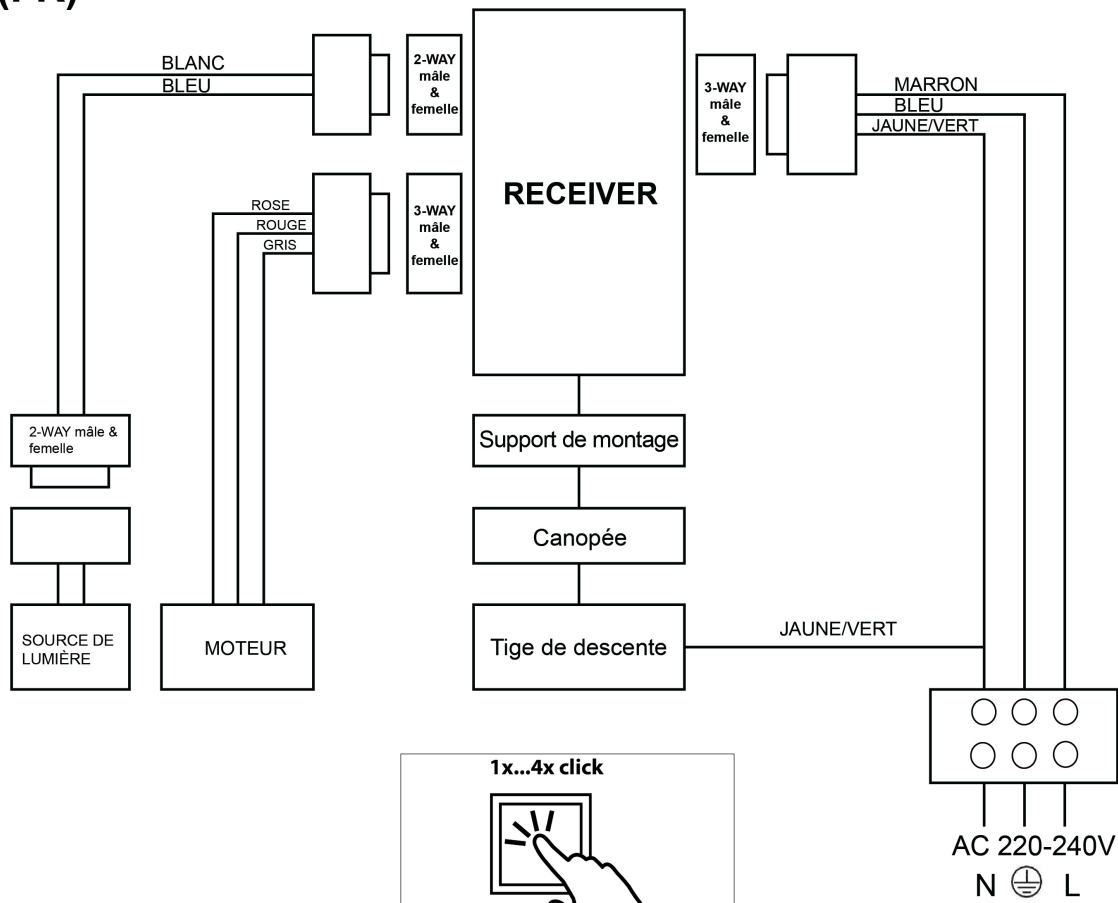 BLANC
BLEU
2-WAY
mâle
&
femelle
ROSE
ROUGE
GRIS
3-WAY
mâle
&
femelle
RECEIVER
3-WAY
mâle
&
femelle
MARRON
BLEU
JAUNE/VERT
2-WAY mâle &
femelle
SOURCE DE
LUMIÈRE
MOTEUR
Support de montage
Canopée
Tige de descente
JAUNE/VERT
AC 220-240V
N L
1x...4x click